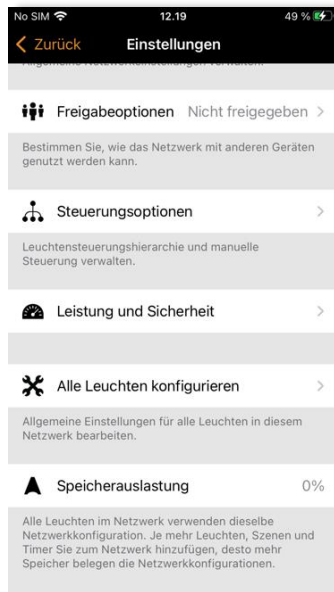 No SIM 12.19 49 %
Zurück Einstellungen
Allgemeine Netzwerkeinstellungen verwalten.
Freigabeoptionen Nicht freigegeben
Bestimmen Sie, wie das Netzwerk mit anderen Geräten
genutzt werden kann.
Steuerungsoptionen
Leuchtensteuerungshierarchie und manuelle
Steuerung verwalten.
Leistung und Sicherheit
Alle Leuchten konfigurieren
Allgemeine Einstellungen für alle Leuchten in diesem
Netzwerk bearbeiten.
Speicherauslastung 0%
Alle Leuchten im Netzwerk verwenden dieselbe
Netzwerkkonfiguration. Je mehr Leuchten, Szenen und
Timer Sie zum Netzwerk hinzufügen, desto mehr
Speicher belegen die Netzwerkkonfigurationen.